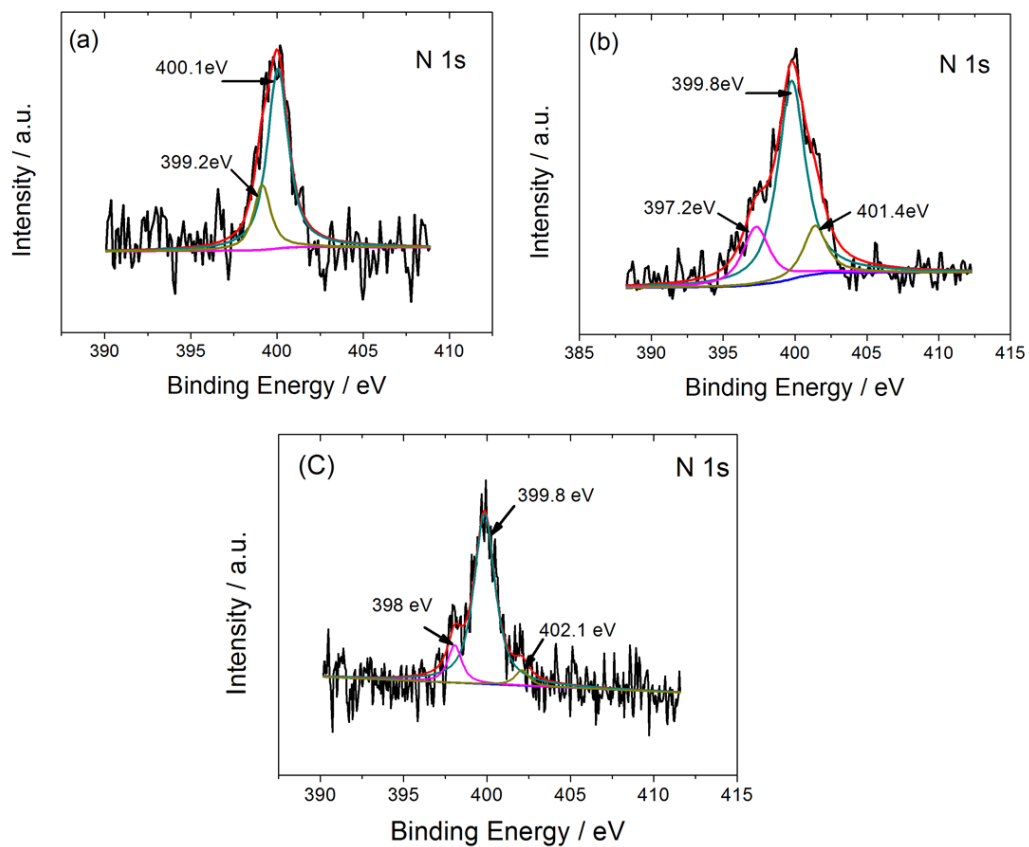 (a)
N 1s
400.1eV
399.2eV
Intensity / a.u.
390 395 400 405 410
Binding Energy / eV
(b)
N 1s
399.8eV
397.2eV
401.4eV
Intensity / a.u.
385 390 395 400 405 410 415
Binding Energy / eV
(C)
N 1s
399.8 eV
398 eV
402.1 eV
Intensity / a.u.
390 395 400 405 410 415
Binding Energy / eV